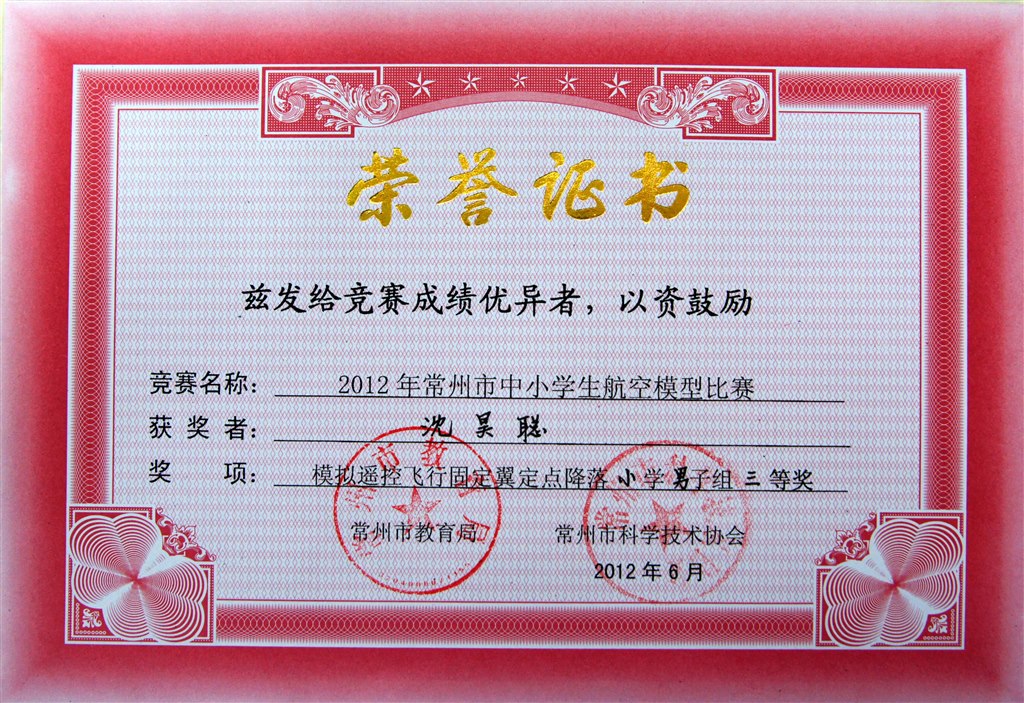 荣誉证书
兹发给竞赛成绩优异者，以资鼓励
竞赛名称：2012年常州市中小学生航空模型比赛
获奖者：沈昊聪
奖项：模拟遥控飞行固定翼定点降落小学男子组三等奖
常州市教育局 常州市科学技术协会
2012年6月